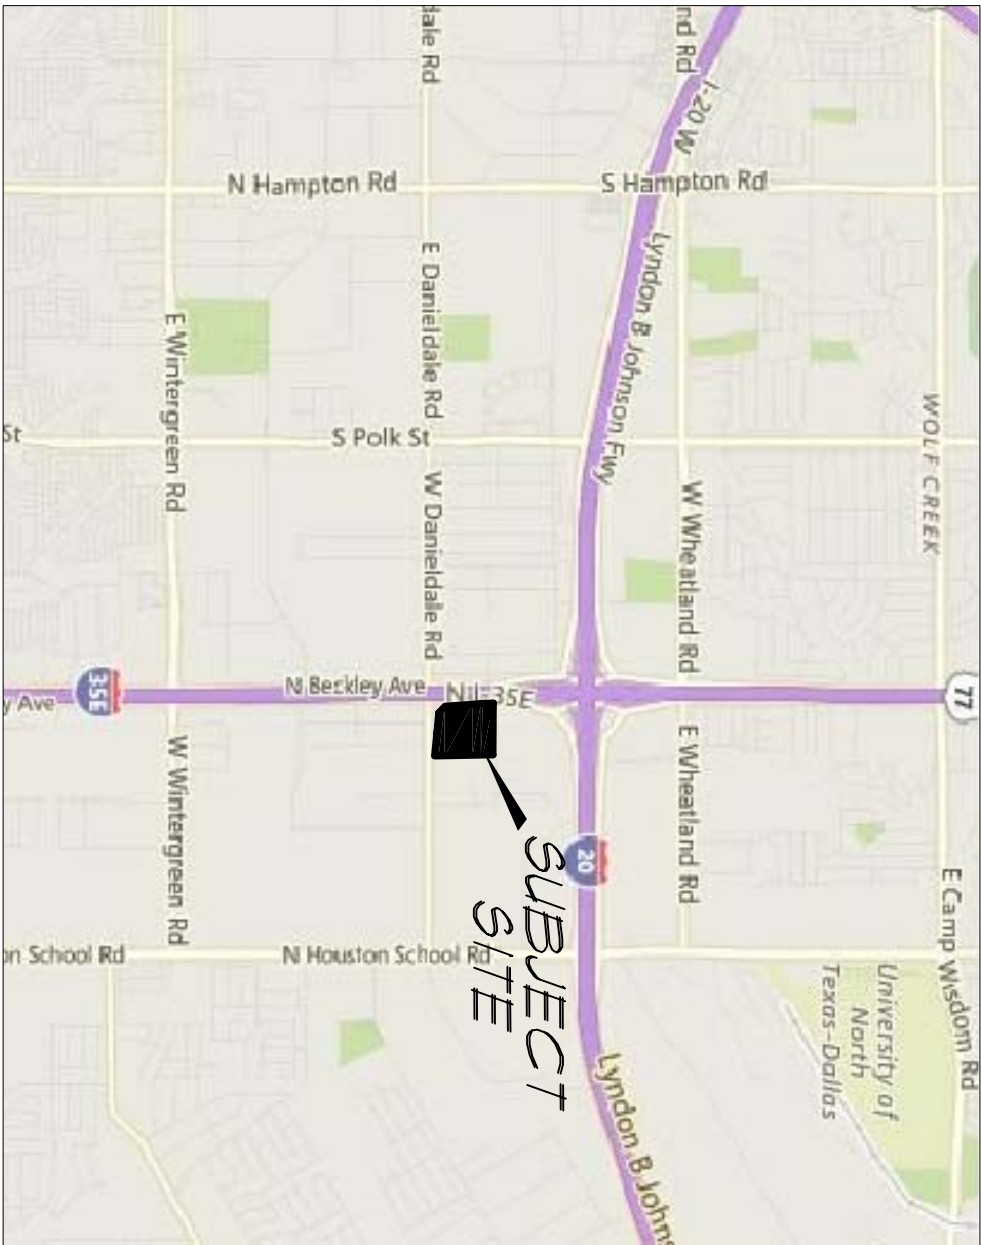 dale Rd
nd Rd
I-20 W
N Hampton Rd
S Hampton Rd
E Danieldale Rd
Lyndon B Johnson Fwy
E Wintergreen Rd
WOLF CREEK
St
S Polk St
W Danieldale Rd
W Wheatland Rd
35E
N Beckley Ave
N I-35E
77
y Ave
W Wintergreen Rd
E Wheatland Rd
20
SUBJECT
SITE
E Camp Wisdom Rd
on School Rd
N Houston School Rd
University of
North
Texas-Dallas
Lyndon B Johns